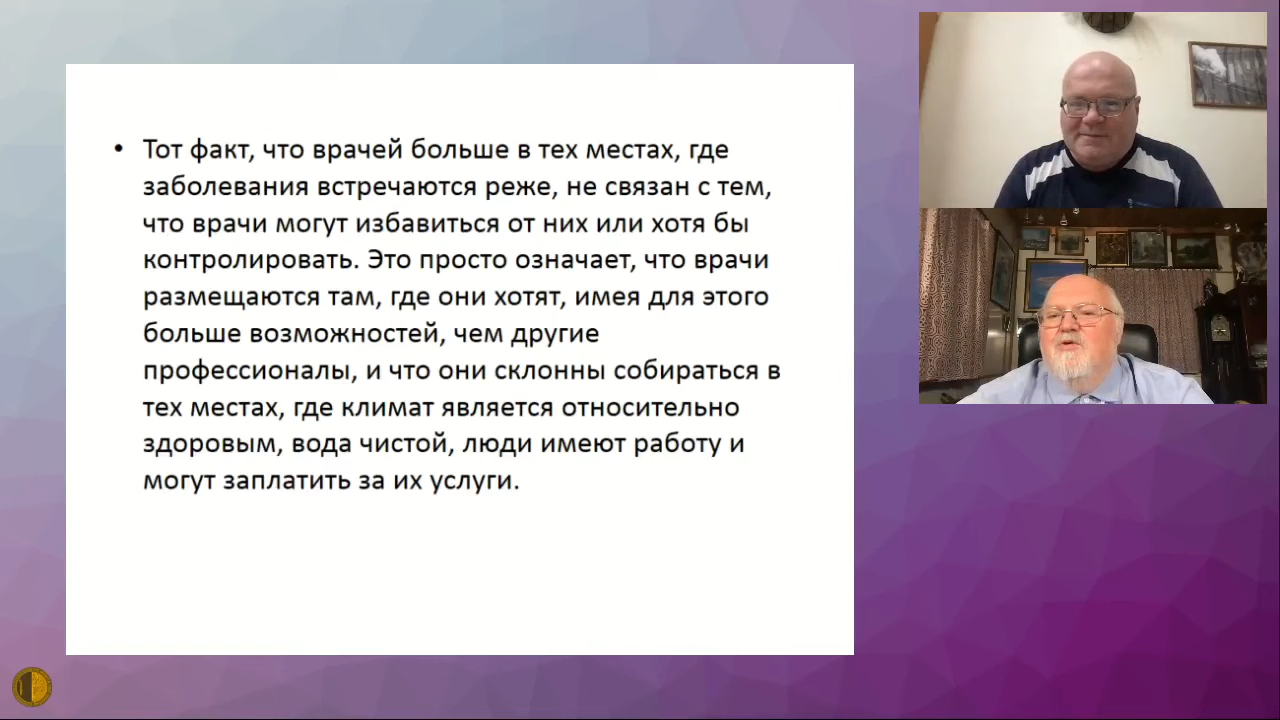 • Тот факт, что врачей больше в тех местах, где
заболевания встречаются реже, не связан с тем,
что врачи могут избавиться от них или хотя бы
контролировать. Это просто означает, что врачи
размещаются там, где они хотят, имея для этого
больше возможностей, чем другие
профессионалы, и что они склонны собираться в
тех местах, где климат является относительно
здоровым, вода чистой, люди имеют работу и
могут заплатить за их услуги.